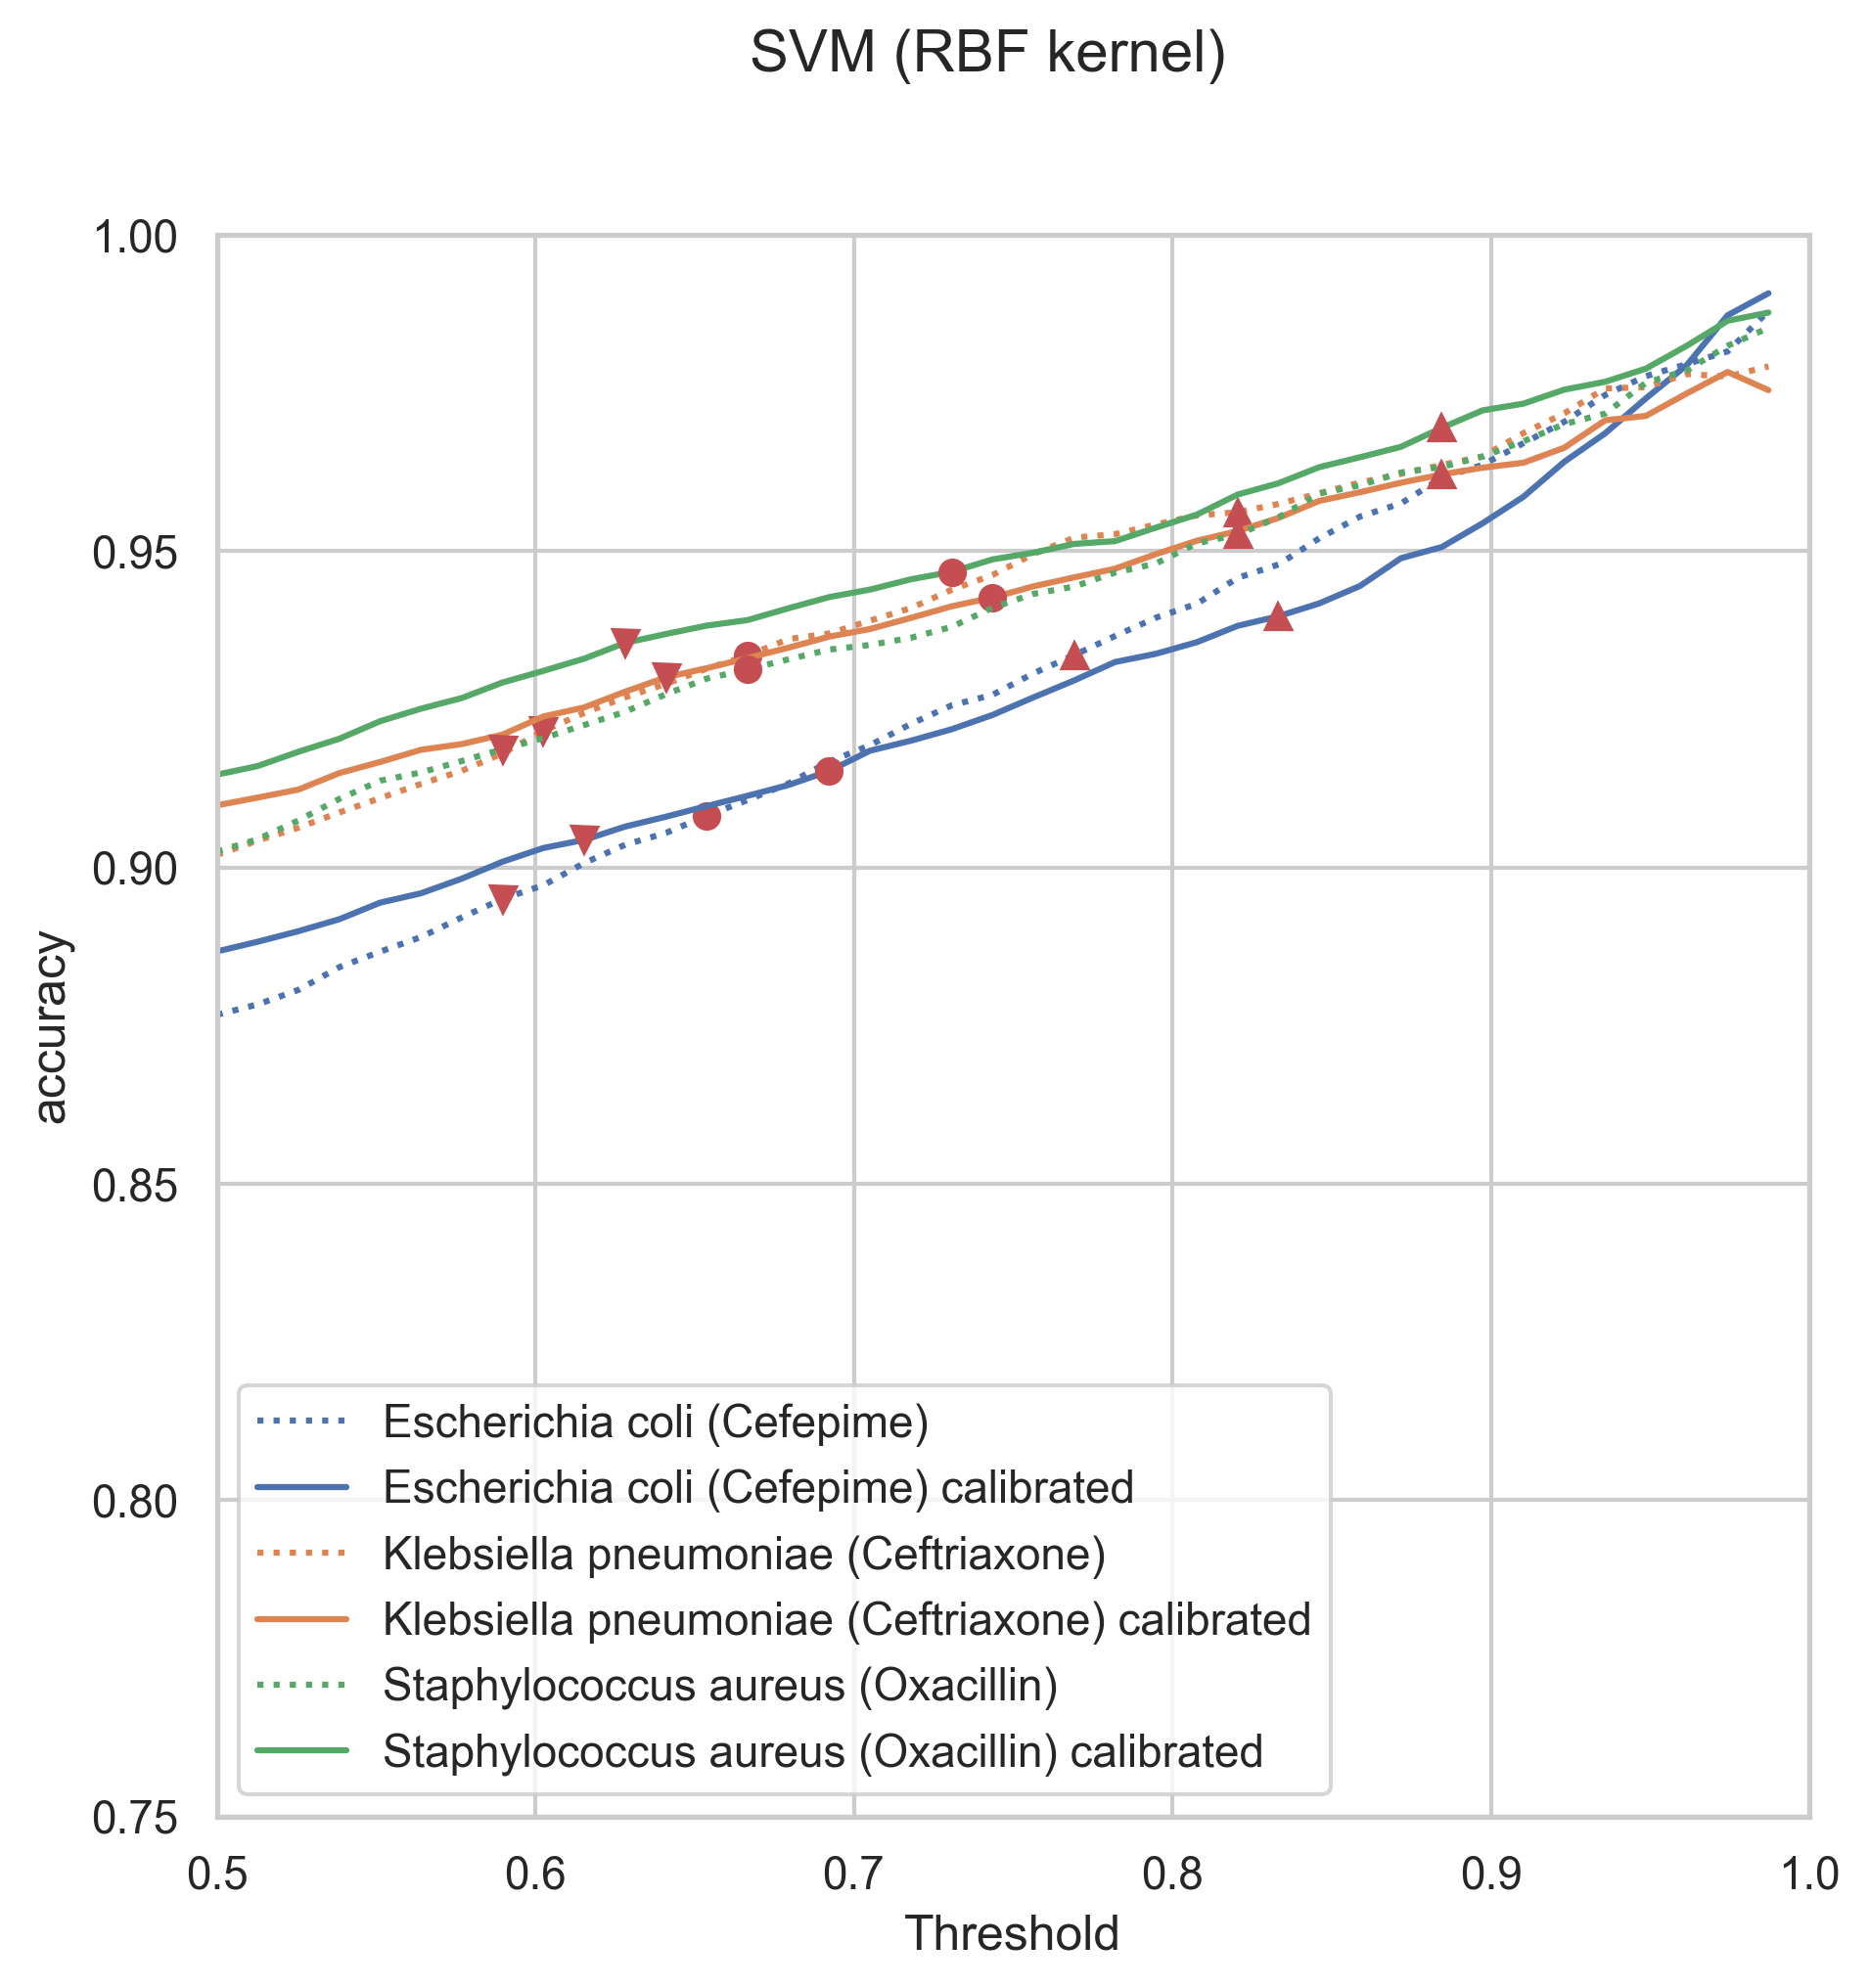 SVM (RBF kernel)
1.00
0.95
0.90
0.85
0.80
0.75
accuracy
Escherichia coli (Cefepime)
Escherichia coli (Cefepime) calibrated
Klebsiella pneumoniae (Ceftriaxone)
Klebsiella pneumoniae (Ceftriaxone) calibrated
Staphylococcus aureus (Oxacillin)
Staphylococcus aureus (Oxacillin) calibrated
0.5 0.6 0.7 0.8 0.9 1.0
Threshold